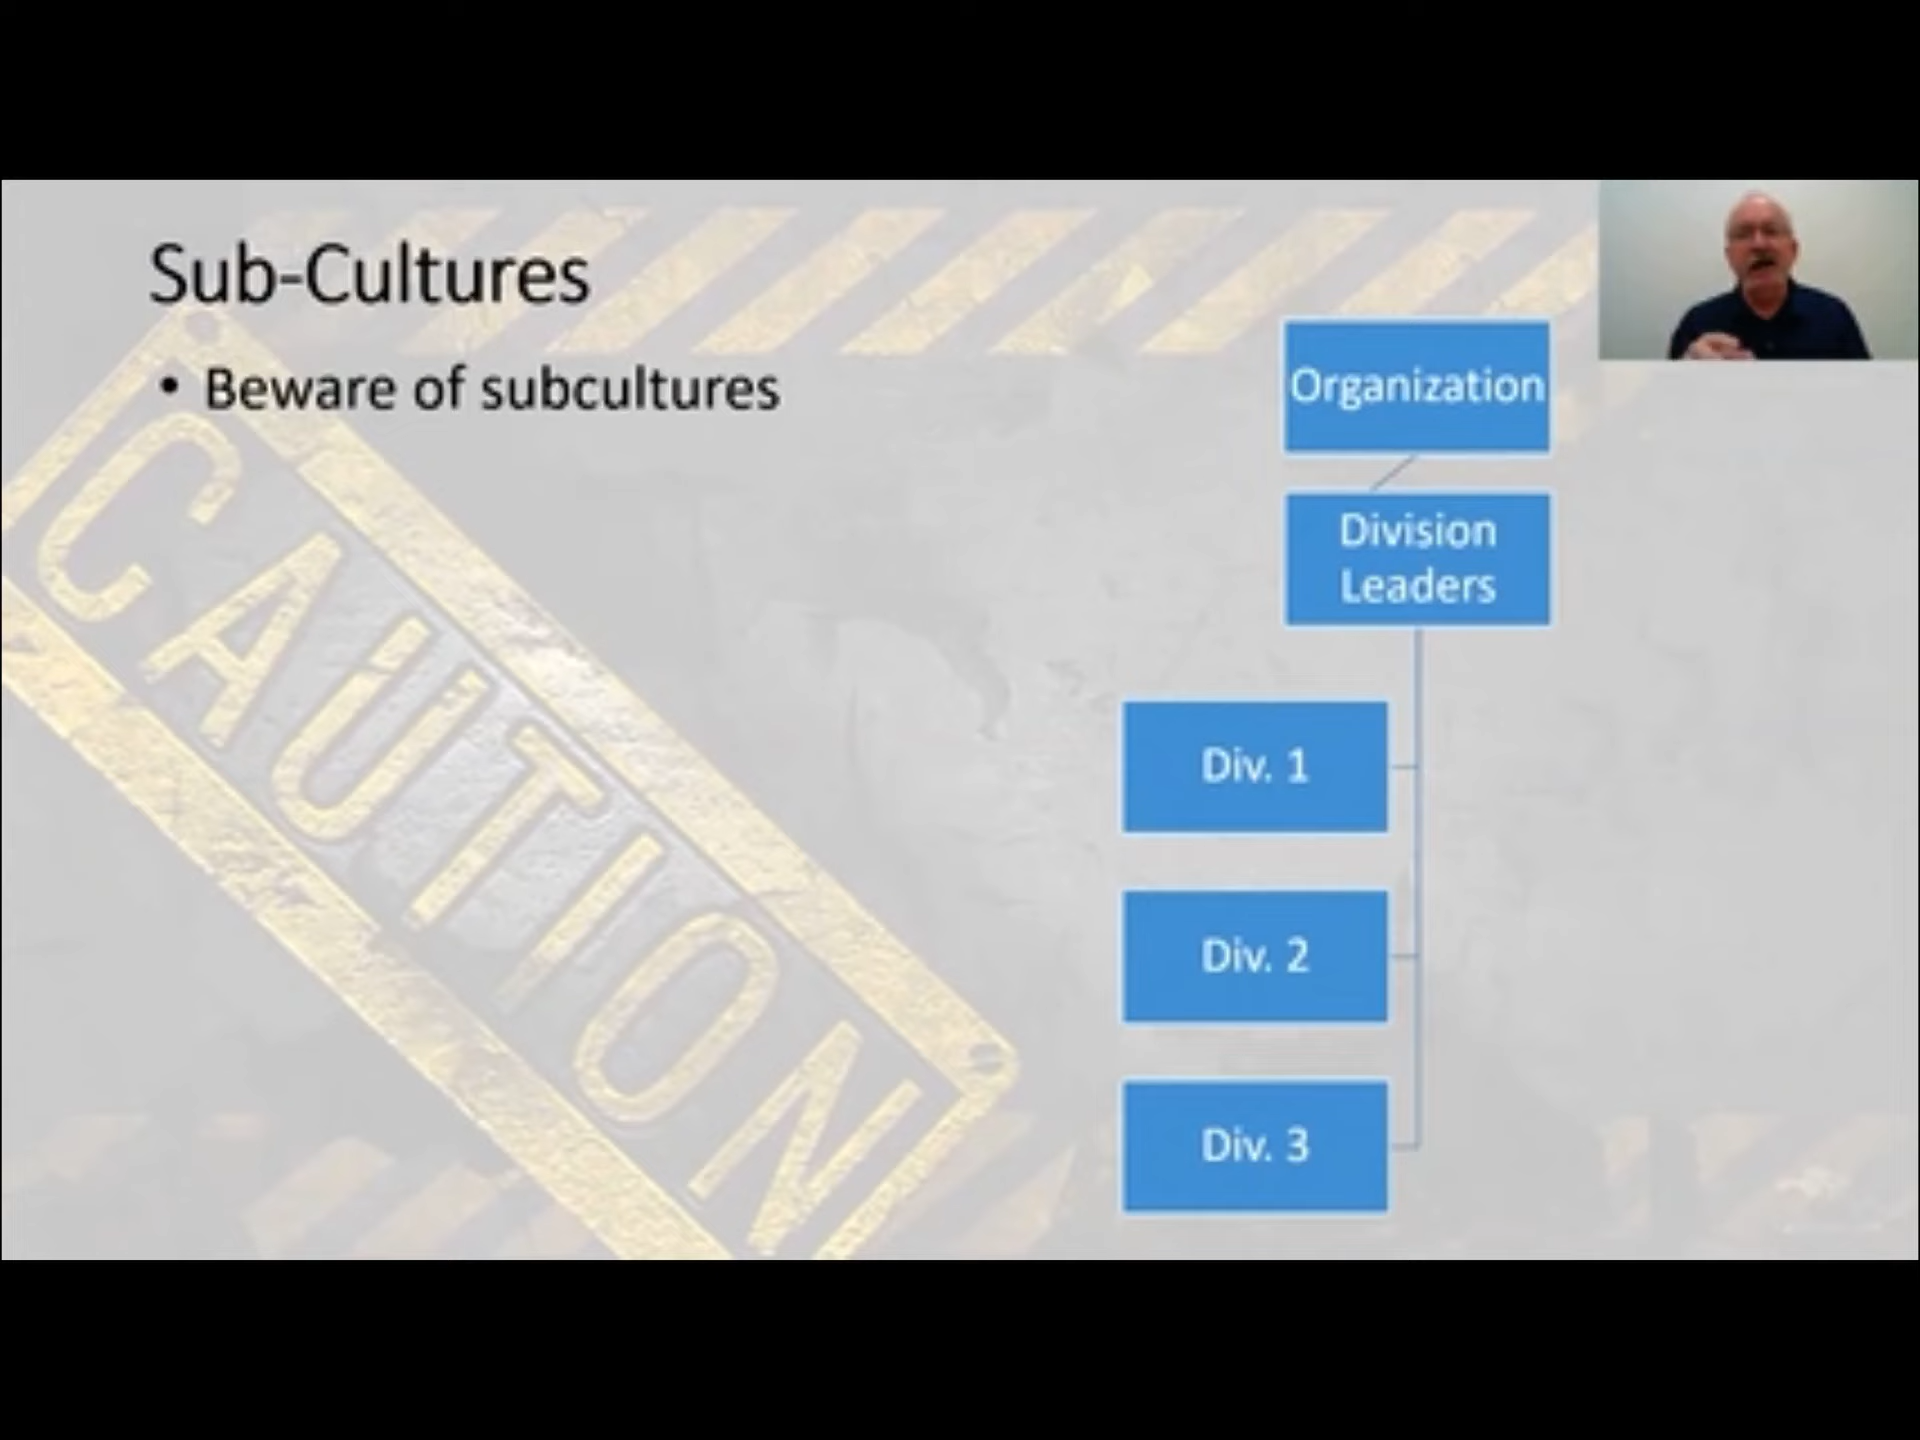 Sub-Cultures
• Beware of subcultures
CAUTION
Organization
Division
Leaders
Div. 1
Div. 2
Div. 3